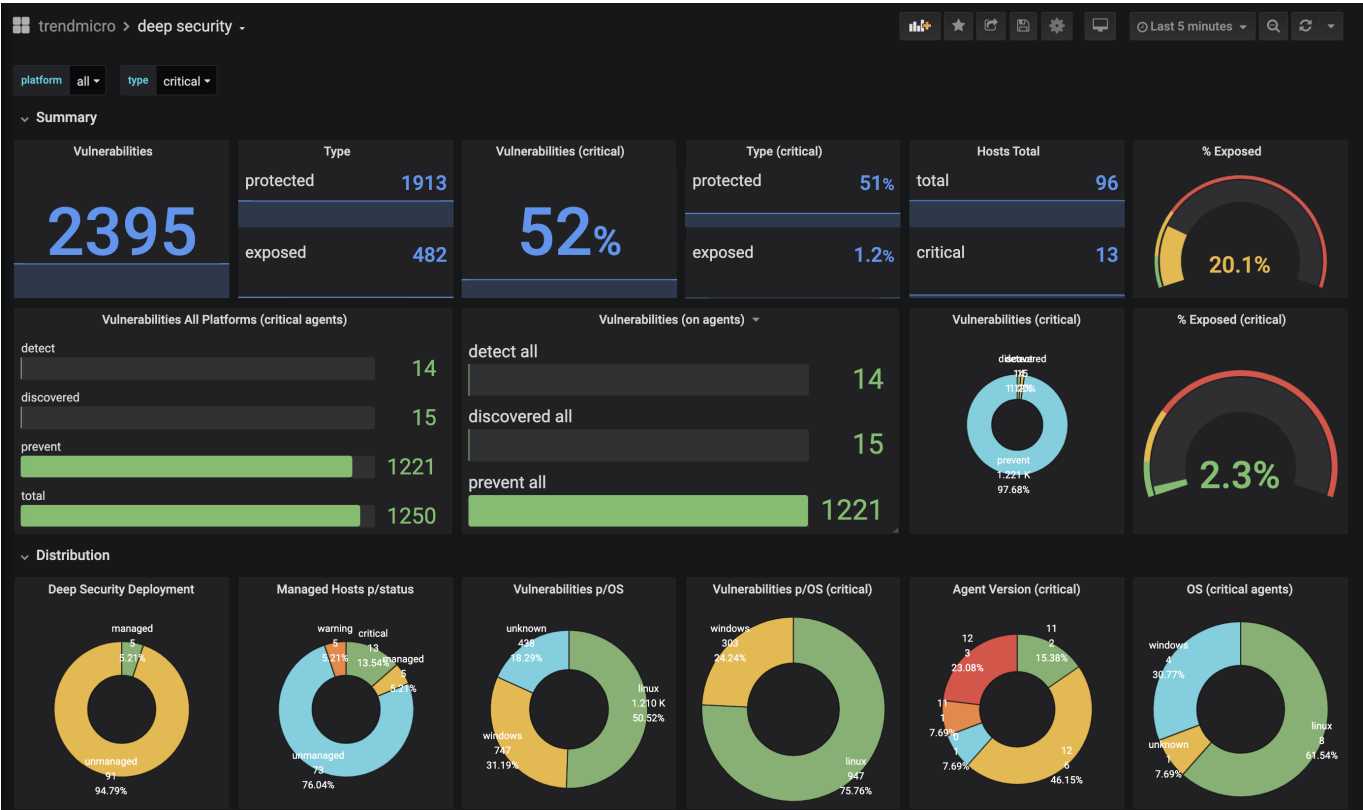 trendmicro > deep security
Last 5 minutes
platform all type critical
Summary
Vulnerabilities
2395
Type
protected 1913
exposed 482
Vulnerabilities (critical)
52%
Type (critical)
protected 51%
exposed 1.2%
Hosts Total
total 96
critical 13
% Exposed
20.1%
Vulnerabilities All Platforms (critical agents)
detect
14
discovered
15
prevent
1221
total
1250
Vulnerabilities (on agents)
detect all
14
discovered all
15
prevent all
1221
Vulnerabilities (critical)
prevent
1.221 K
97.68%
% Exposed (critical)
2.3%
Distribution
Deep Security Deployment
managed
5
5.21%
unmanaged
91
94.79%
Managed Hosts p/status
warning
5
5.21%
critical
13
13.54%
managed
5
5.21%
unmanaged
73
76.04%
Vulnerabilities p/OS
unknown
438
18.29%
linux
1.210 K
50.52%
windows
747
31.19%
Vulnerabilities p/OS (critical)
windows
303
24.24%
linux
947
75.76%
Agent Version (critical)
11
2
15.38%
12
3
23.08%
11
1
7.69%
0
1
7.69%
12
6
46.15%
OS (critical agents)
windows
4
30.77%
linux
8
61.54%
unknown
1
7.69%